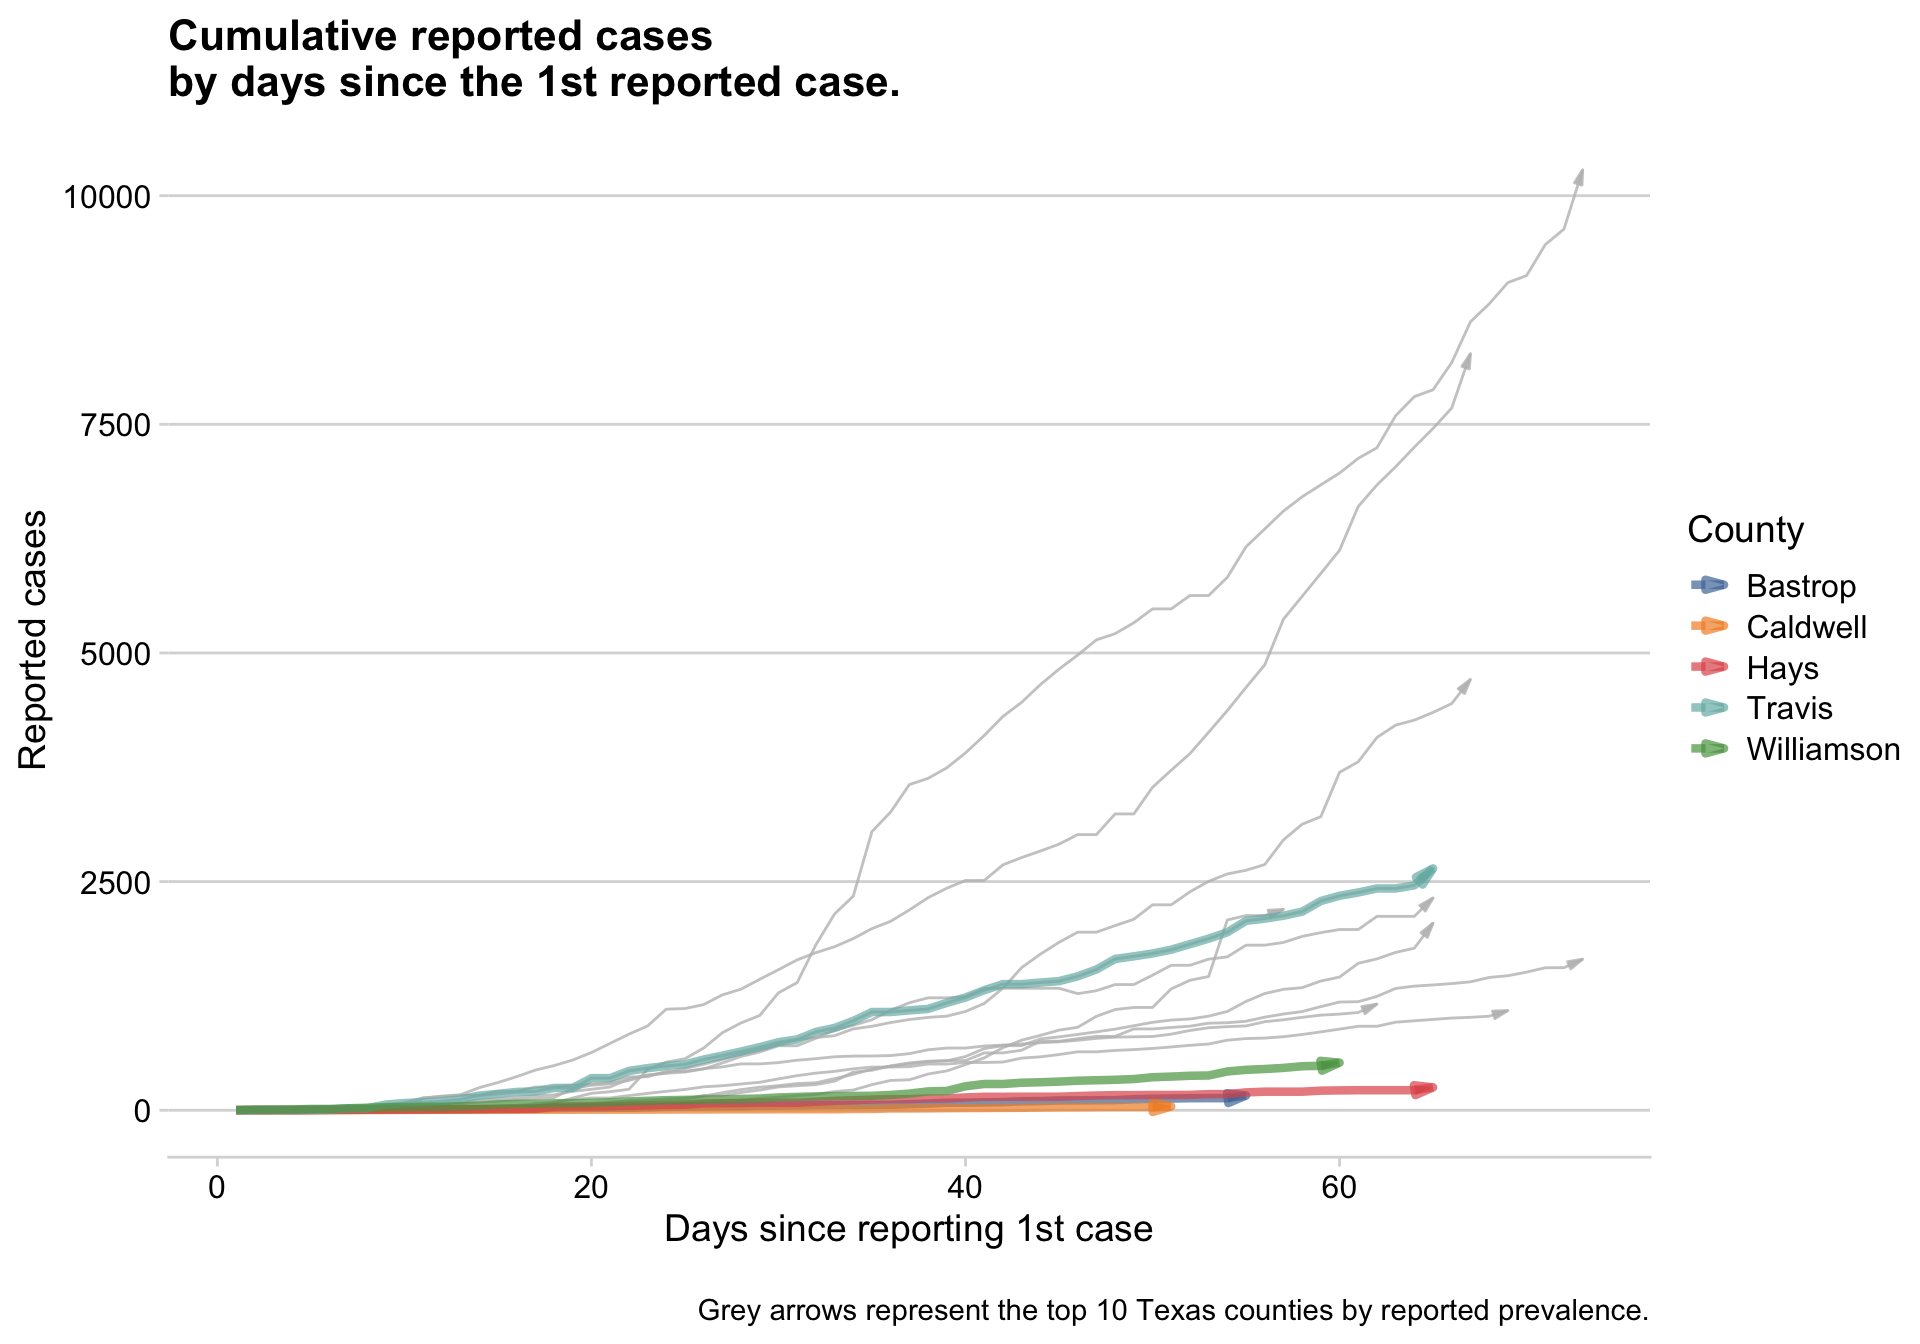 Cumulative reported cases
by days since the 1st reported case.
10000
7500
5000
2500
0
Reported cases
0
20
40
60
Days since reporting 1st case
County
Bastrop
Caldwell
Hays
Travis
Williamson
Grey arrows represent the top 10 Texas counties by reported prevalence.